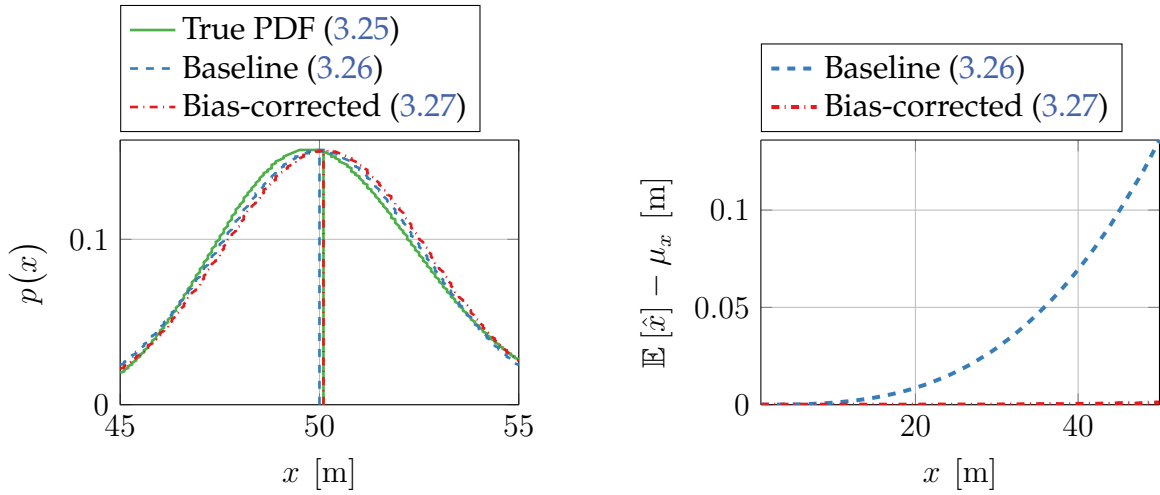 True PDF (3.25)
Baseline (3.26)
Bias-corrected (3.27)
0.1
0
45
50
55
x [m]
p(x)
Baseline (3.26)
Bias-corrected (3.27)
0.1
0.05
0
20
40
x [m]
𝔼 [x̂] − μₓ [m]